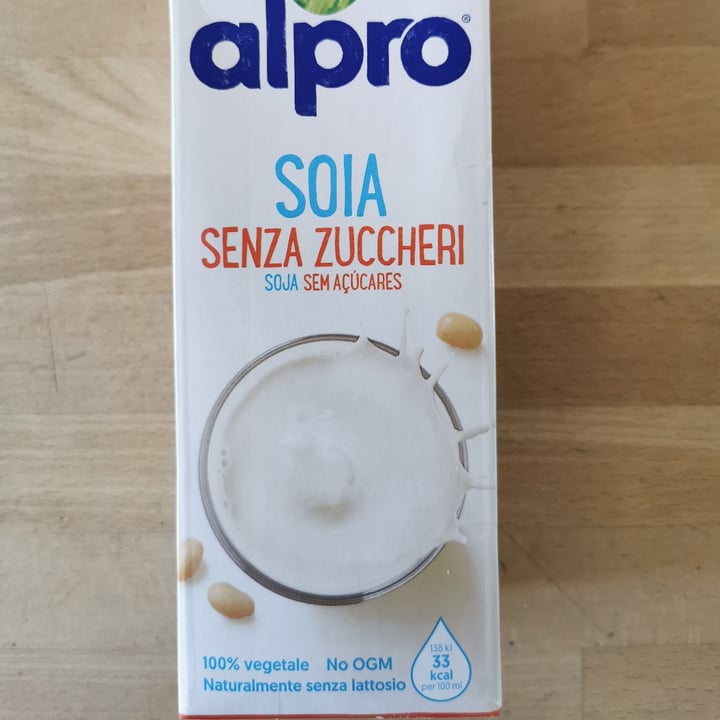 alpro®
SOIA
SENZA ZUCCHERI
SOJA SEM AÇÚCARES
100% vegetale No OGM
Naturalmente senza lattosio
138 kJ
33
kcal
per 100 ml